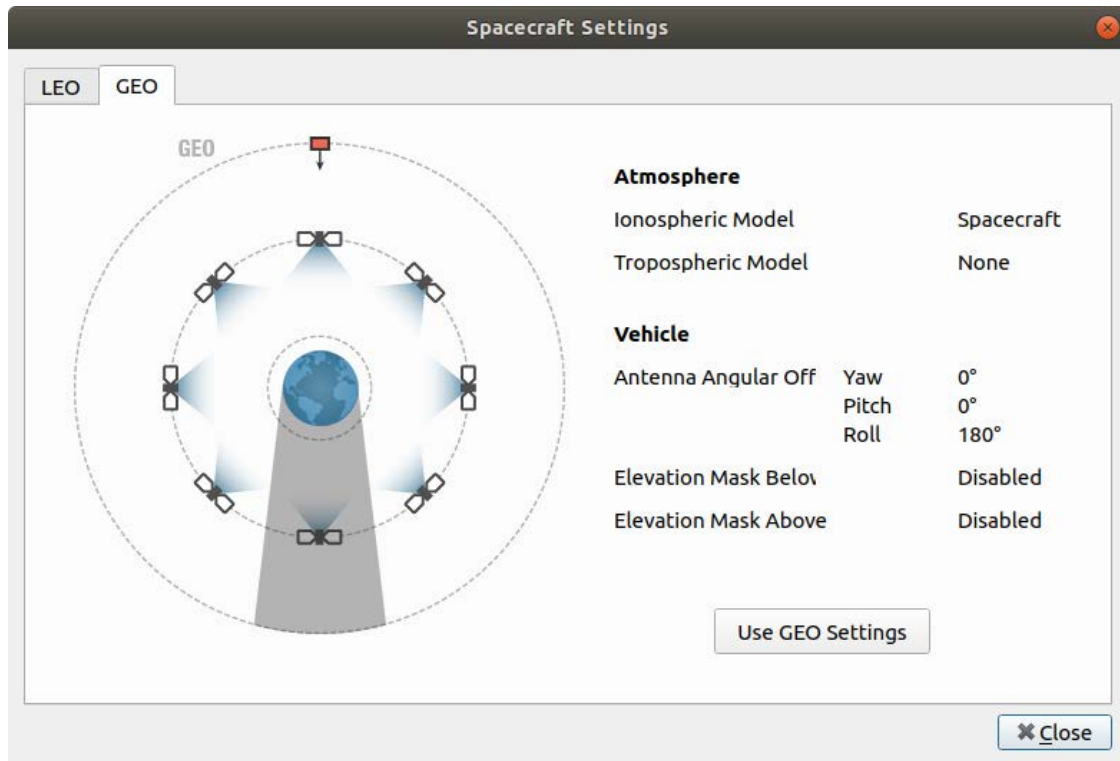 Spacecraft Settings
LEO
GEO
GEO
Atmosphere
Ionospheric Model Spacecraft
Tropospheric Model None
Vehicle
Antenna Angular Off Yaw 0°
Pitch 0°
Roll 180°
Elevation Mask Belov Disabled
Elevation Mask Above Disabled
Use GEO Settings
Close